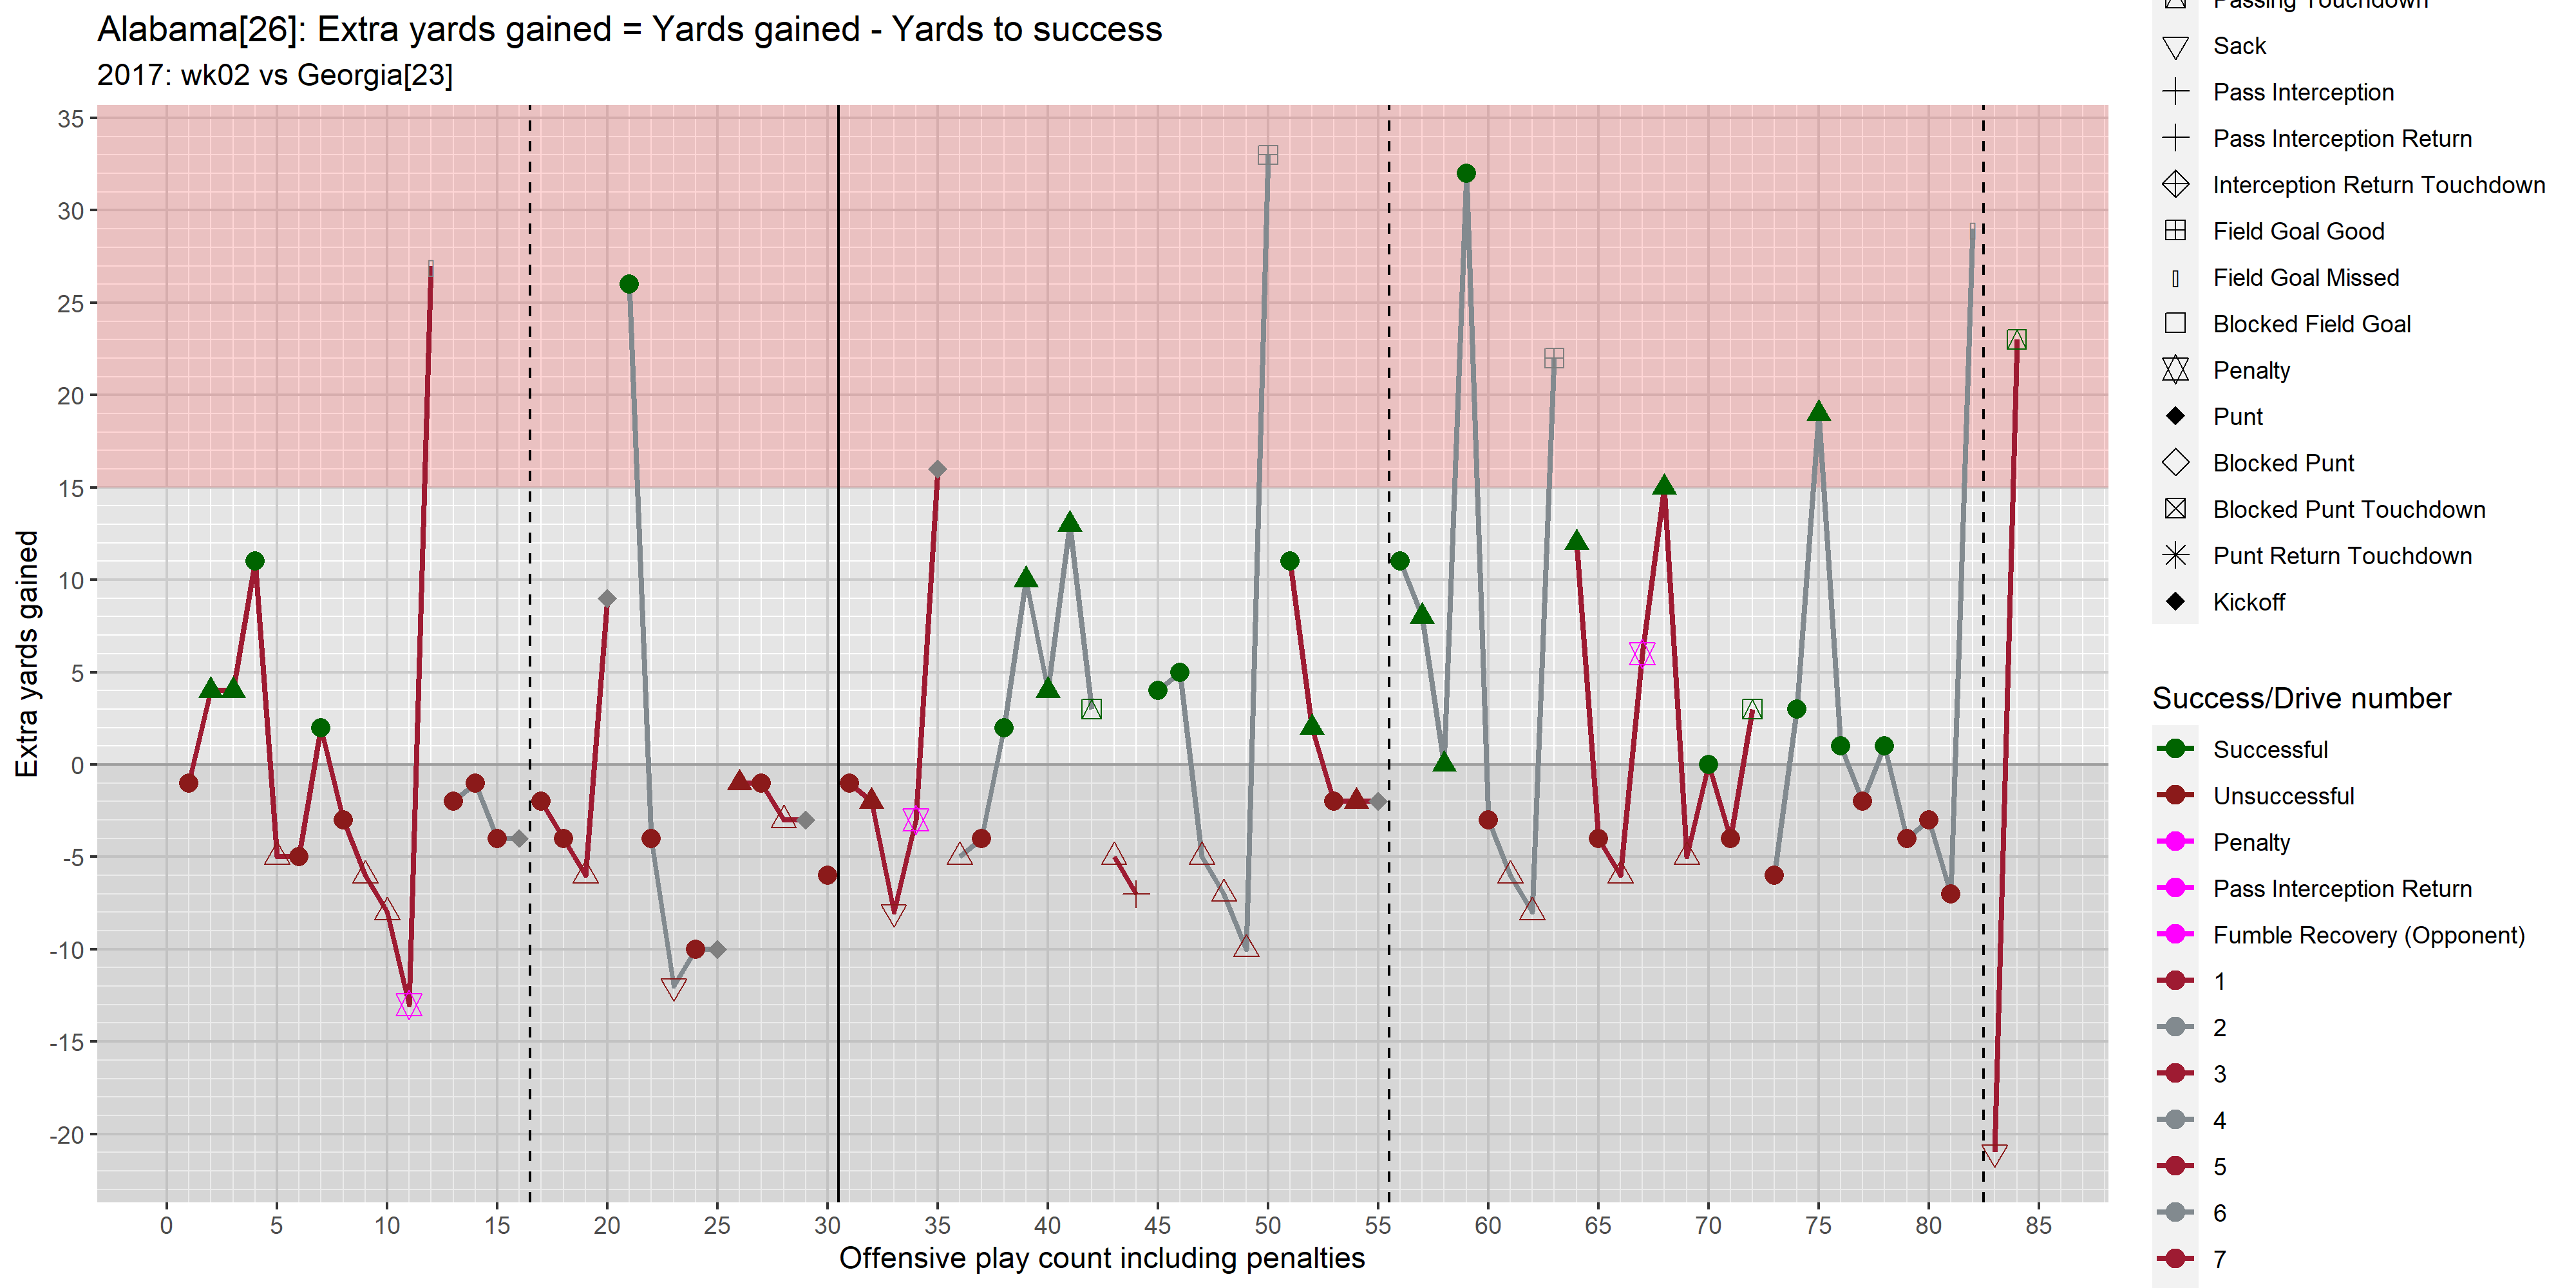 Alabama[26]: Extra yards gained = Yards gained - Yards to success
2017: wk02 vs Georgia[23]
Extra yards gained
35
30
25
20
15
10
5
0
-5
-10
-15
-20
0 5 10 15 20 25 30 35 40 45 50 55 60 65 70 75 80 85
Offensive play count including penalties
Passing Touchdown
Sack
Pass Interception
Pass Interception Return
Interception Return Touchdown
Field Goal Good
Field Goal Missed
Blocked Field Goal
Penalty
Punt
Blocked Punt
Blocked Punt Touchdown
Punt Return Touchdown
Kickoff
Success/Drive number
Successful
Unsuccessful
Penalty
Pass Interception Return
Fumble Recovery (Opponent)
1
2
3
4
5
6
7